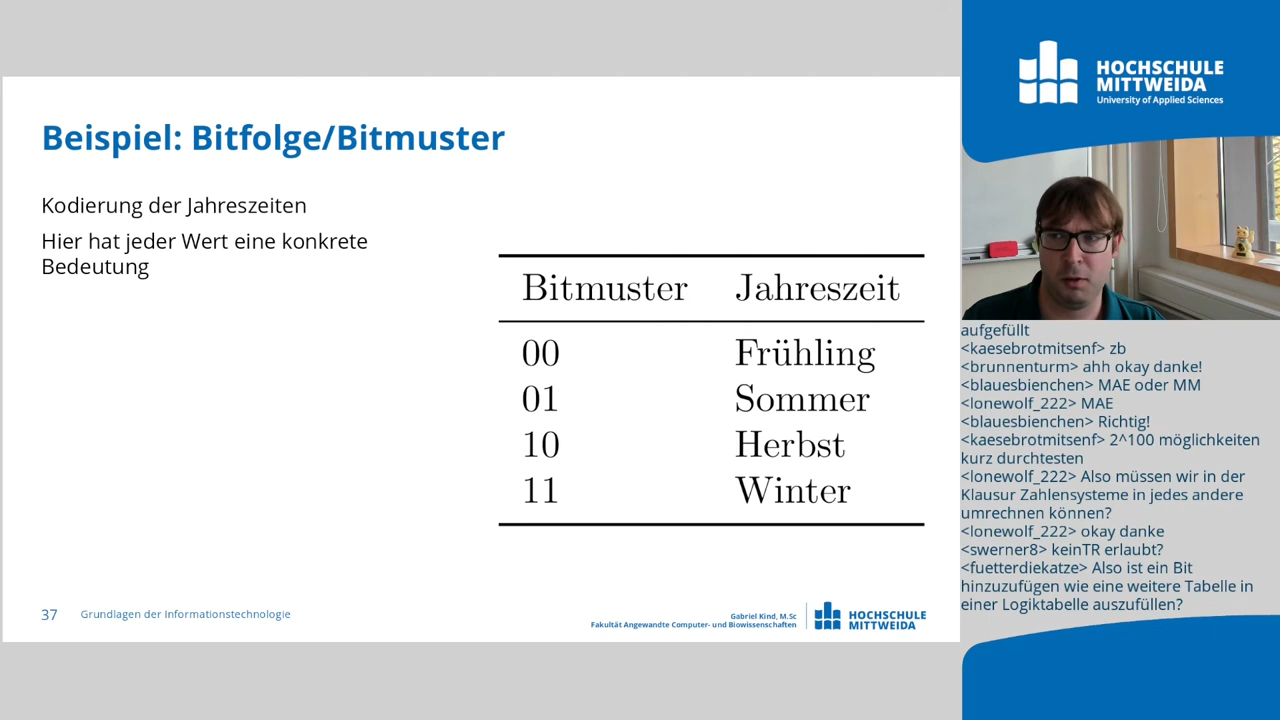 Beispiel: Bitfolge/Bitmuster
Kodierung der Jahreszeiten
Hier hat jeder Wert eine konkrete
Bedeutung
Bitmuster Jahreszeit
00 Frühling
01 Sommer
10 Herbst
11 Winter
37 Grundlagen der Informationstechnologie
Gabriel Kind, M.Sc
Fakultät Angewandte Computer- und Biowissenschaften
HOCHSCHULE
MITTWEIDA
HOCHSCHULE
MITTWEIDA
University of Applied Sciences
aufgefüllt
<kaesebrotmitsenf> zb
<brunnenturm> ahh okay danke!
<blauesbienchen> MAE oder MM
<lonewolf_222> MAE
<blauesbienchen> Richtig!
<kaesebrotmitsenf> 2^100 möglichkeiten
kurz durchtesten
<lonewolf_222> Also müssen wir in der
Klausur Zahlensysteme in jedes andere
umrechnen können?
<lonewolf_222> okay danke
<swerner8> keinTR erlaubt?
<fuetterdiekatze> Also ist ein Bit
hinzuzufügen wie eine weitere Tabelle in
einer Logiktabelle auszufüllen?